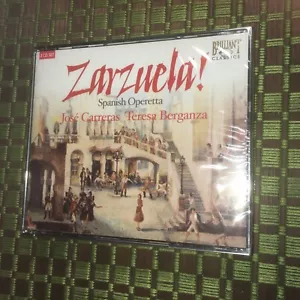 Zarzuela!
BRILLIANT
CLASSICS
Spanish Operetta
José Carreras Teresa Berganza